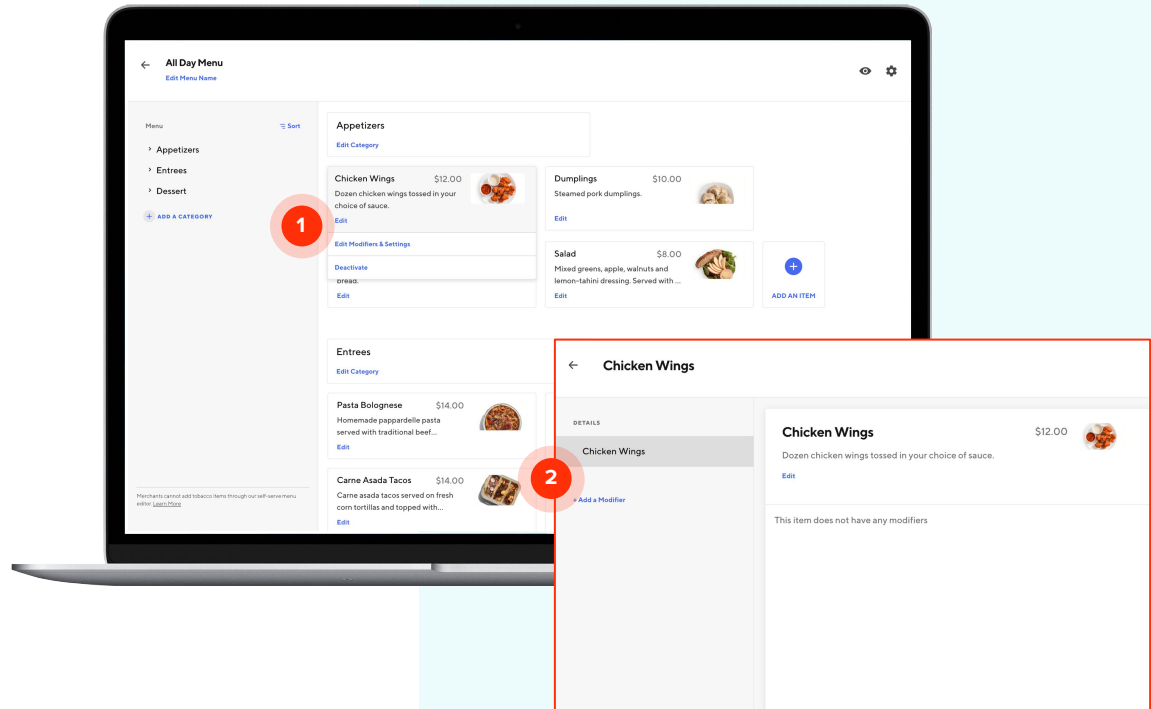 All Day Menu
Edit Menu Name
Menu
Sort
Appetizers
Entrees
Dessert
+ ADD A CATEGORY
Merchants cannot add tobacco items through our self-serve menu
editor. Learn More
Appetizers
Edit Category
Chicken Wings $12.00
Dozen chicken wings tossed in your
choice of sauce.
Edit
1
Edit Modifiers & Settings
Deactivate
bread.
Edit
Dumplings $10.00
Steamed pork dumplings.
Edit
Salad $8.00
Mixed greens, apple, walnuts and
lemon-tahini dressing. Served with ...
Edit
+
ADD AN ITEM
Entrees
Edit Category
Pasta Bolognese $14.00
Homemade pappardelle pasta
served with traditional beef...
Edit
Carne Asada Tacos $14.00
Carne asada tacos served on fresh
corn tortillas and topped with...
Edit
Chicken Wings
DETAILS
Chicken Wings
2
+ Add a Modifier
Chicken Wings $12.00
Dozen chicken wings tossed in your choice of sauce.
Edit
This item does not have any modifiers